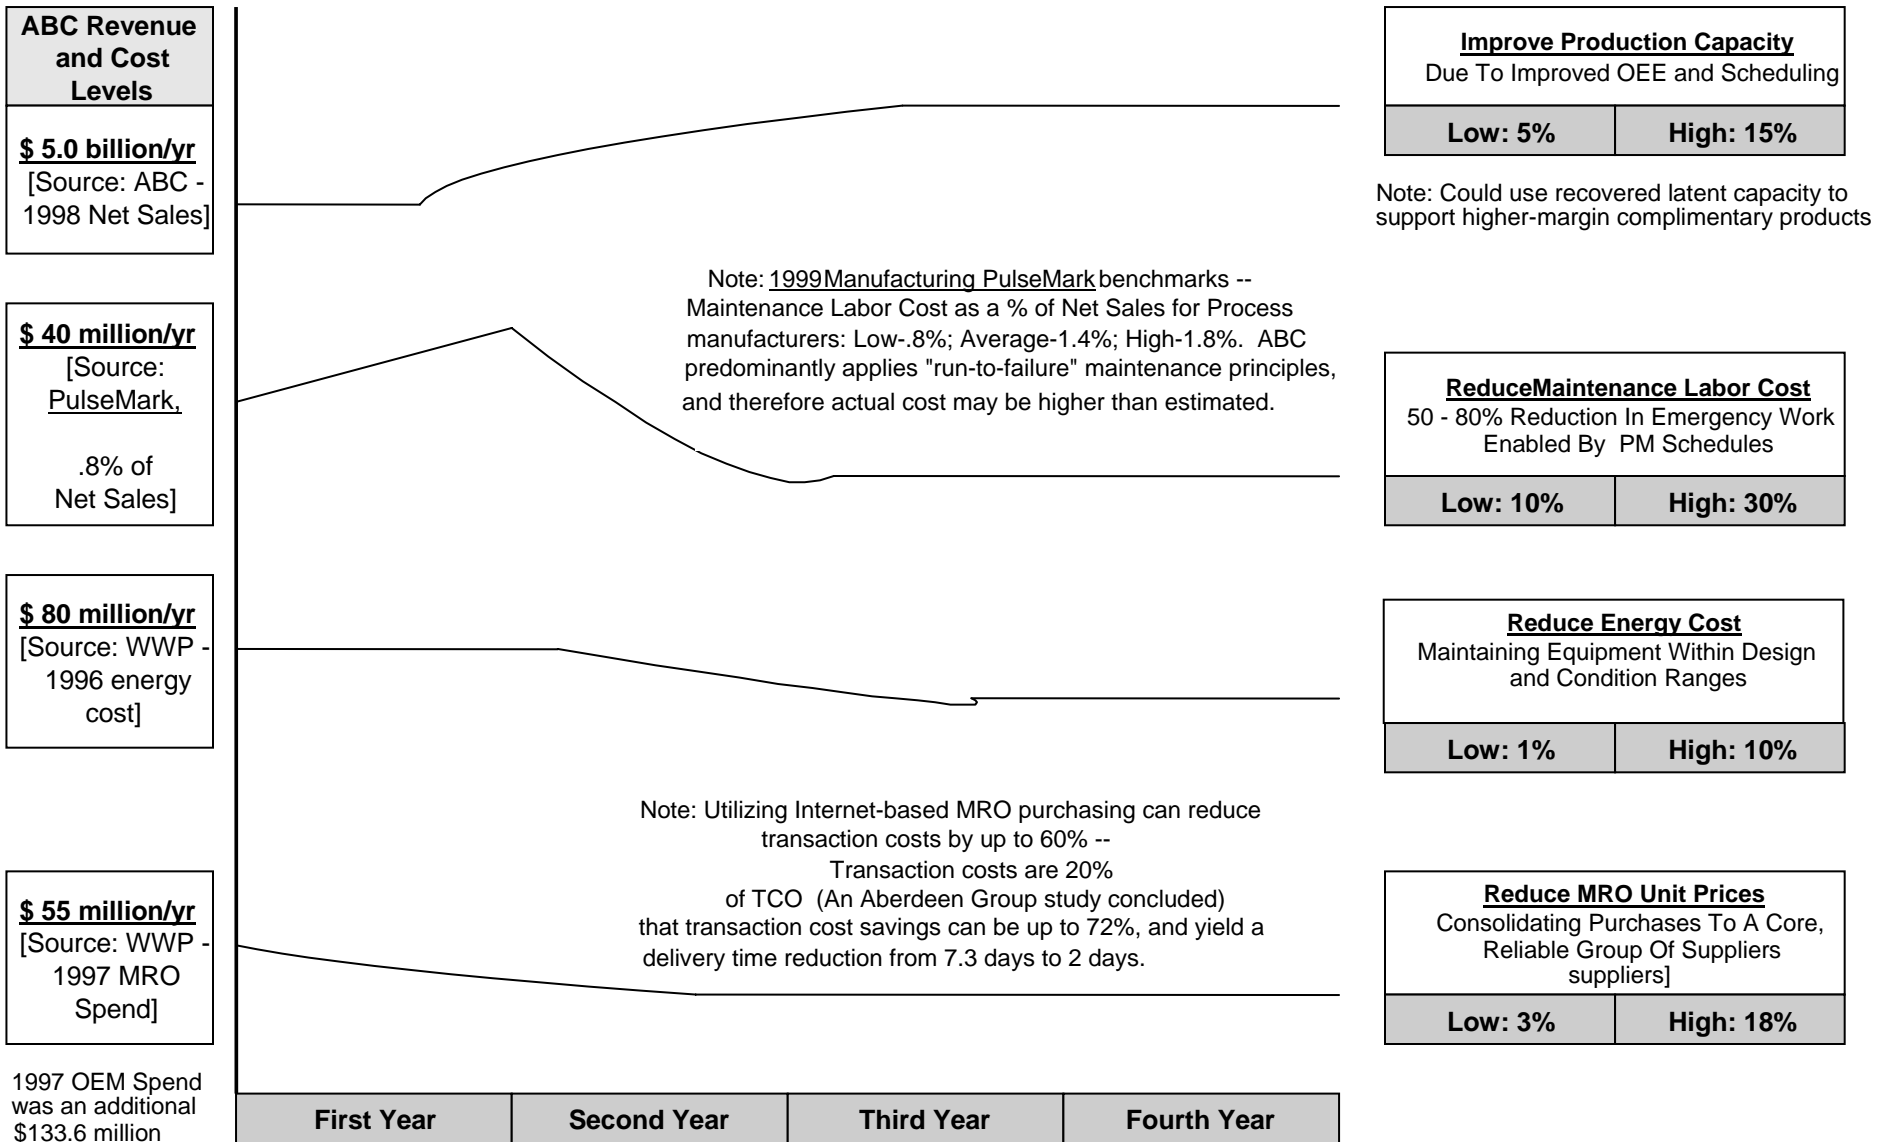 ABC Revenue
and Cost
Levels
$ 5.0 billion/yr
[Source: ABC -
1998 Net Sales]
$ 40 million/yr
[Source:
PulseMark,
.8% of
Net Sales]
$ 80 million/yr
[Source: WWP -
1996 energy
cost]
$ 55 million/yr
[Source: WWP -
1997 MRO
Spend]
1997 OEM Spend
was an additional
$133.6 million
Note: 1999Manufacturing PulseMark benchmarks --
Maintenance Labor Cost as a % of Net Sales for Process
manufacturers: Low-.8%; Average-1.4%; High-1.8%.  ABC
predominantly applies "run-to-failure" maintenance principles,
and therefore actual cost may be higher than estimated.
Note: Utilizing Internet-based MRO purchasing can reduce
transaction costs by up to 60% --
Transaction costs are 20%
of TCO  (An Aberdeen Group study concluded)
that transaction cost savings can be up to 72%, and yield a
delivery time reduction from 7.3 days to 2 days.
First Year
Second Year
Third Year
Fourth Year
Improve Production Capacity
Due To Improved OEE and Scheduling
Low: 5%
High: 15%
Note: Could use recovered latent capacity to
support higher-margin complimentary products
ReduceMaintenance Labor Cost
50 - 80% Reduction In Emergency Work
Enabled By  PM Schedules
Low: 10%
High: 30%
Reduce Energy Cost
Maintaining Equipment Within Design
and Condition Ranges
Low: 1%
High: 10%
Reduce MRO Unit Prices
Consolidating Purchases To A Core,
Reliable Group Of Suppliers
suppliers]
Low: 3%
High: 18%